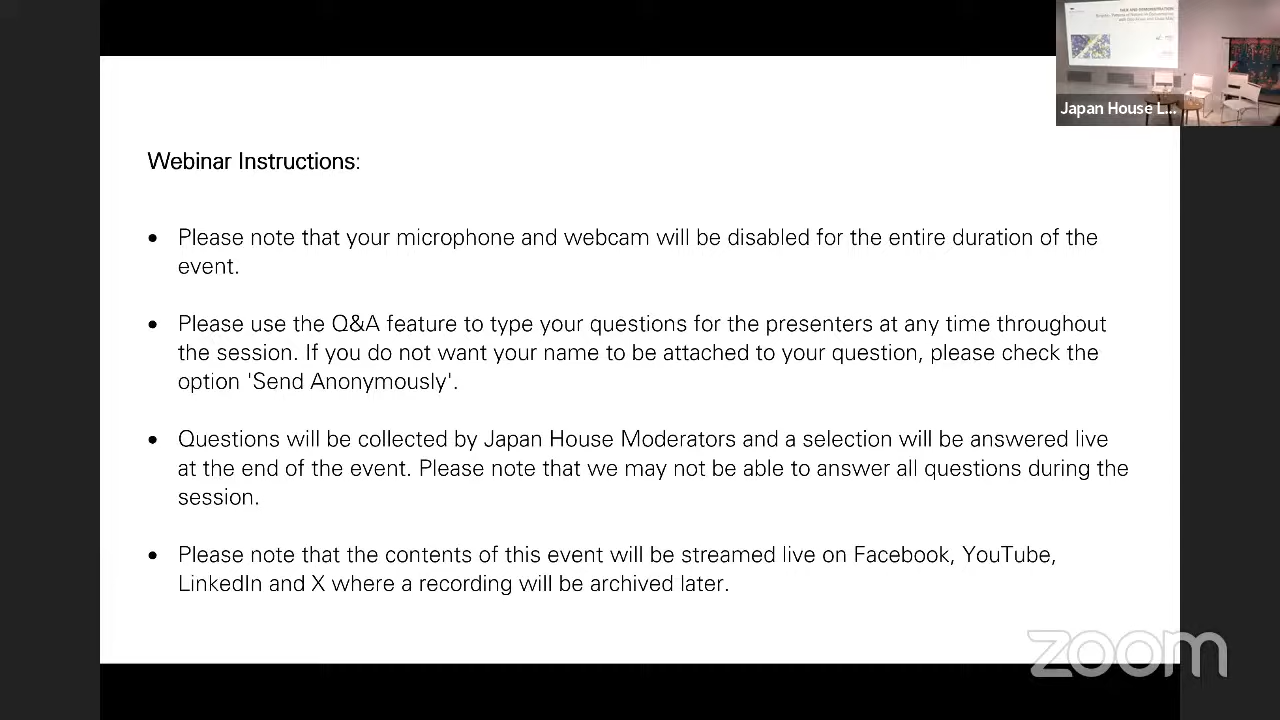 TALK AND DEMONSTRATION
Japan House L...
Webinar Instructions:
• Please note that your microphone and webcam will be disabled for the entire duration of the
event.
• Please use the Q&A feature to type your questions for the presenters at any time throughout
the session. If you do not want your name to be attached to your question, please check the
option 'Send Anonymously'.
• Questions will be collected by Japan House Moderators and a selection will be answered live
at the end of the event. Please note that we may not be able to answer all questions during the
session.
• Please note that the contents of this event will be streamed live on Facebook, YouTube,
LinkedIn and X where a recording will be archived later.
zoom